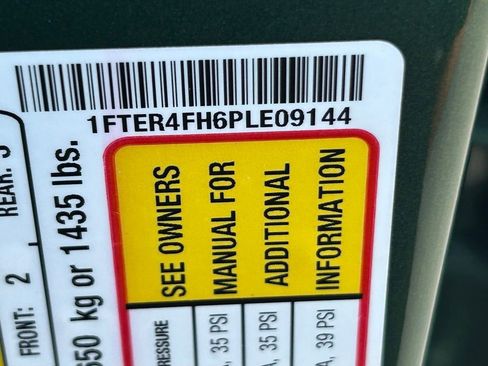 1FTER4FH6PLE09144
REAR: 3
FRONT: 2
650 kg or 1435 lbs.
SEE OWNERS
MANUAL FOR
ADDITIONAL
INFORMATION
PRESSURE
35 PSI
35 PSI
39 PSI